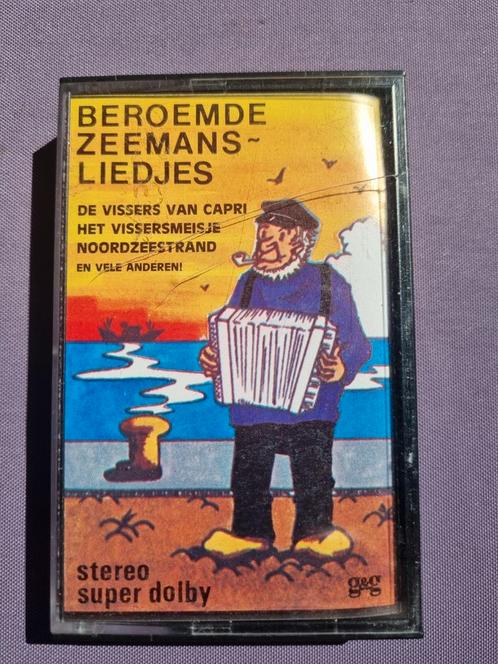 BEROEMDE
ZEEMANS~
LIEDJES
DE VISSERS VAN CAPRI
HET VISSERSMEISJE
NOORDZEESTRAND
EN VELE ANDEREN!
stereo
super dolby
g&g